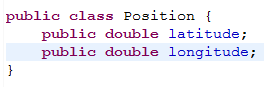 public class Position {
    public double latitude;
    public double longitude;
}